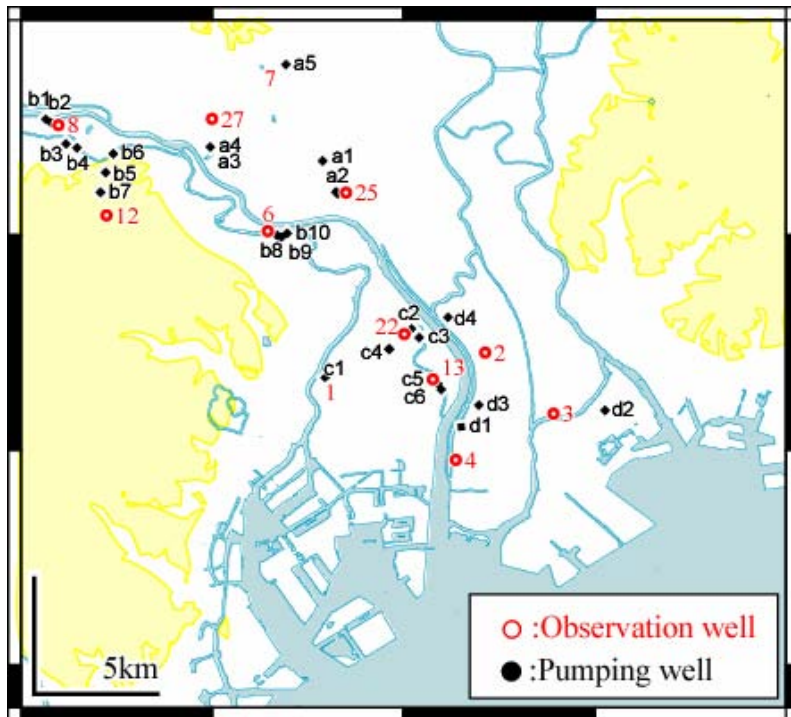 a5
7
b1
b2
8
27
b3
b4
b6
a4
a3
a1
b5
a2
25
b7
12
6
b10
b8
b9
c2
d4
22
c3
2
c4
c1
13
1
c5
c6
d3
3
d2
d1
4
5km
:Observation well
:Pumping well